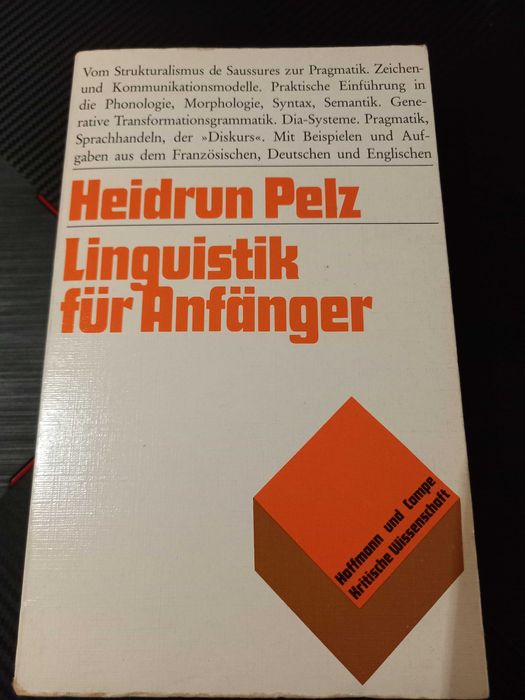 Vom Strukturalismus de Saussures zur Pragmatik. Zeichen-
und Kommunikationsmodelle. Praktische Einführung in
die Phonologie, Morphologie, Syntax, Semantik. Gene-
rative Transformationsgrammatik. Dia-Systeme. Pragmatik,
Sprachhandeln, der »Diskurs«. Mit Beispielen und Auf-
gaben aus dem Französischen, Deutschen und Englischen
Heidrun Pelz
Linguistik
für Anfänger
Hoffmann und Campe
Kritische Wissenschaft